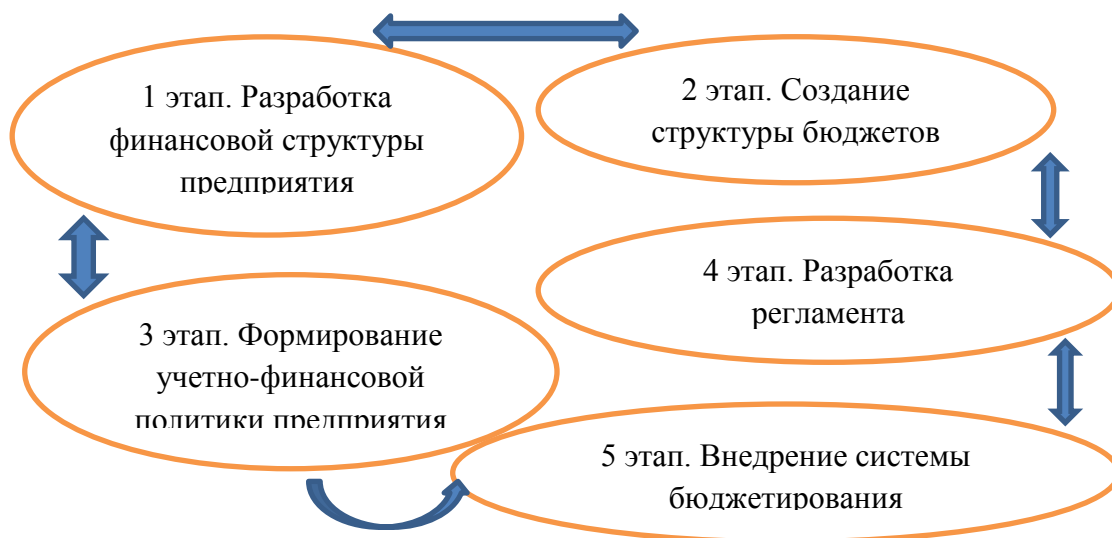 1 этап. Разработка
финансовой структуры
предприятия
2 этап. Создание
структуры бюджетов
3 этап. Формирование
учетно-финансовой
политики предприятия
4 этап. Разработка
регламента
5 этап. Внедрение системы
бюджетирования